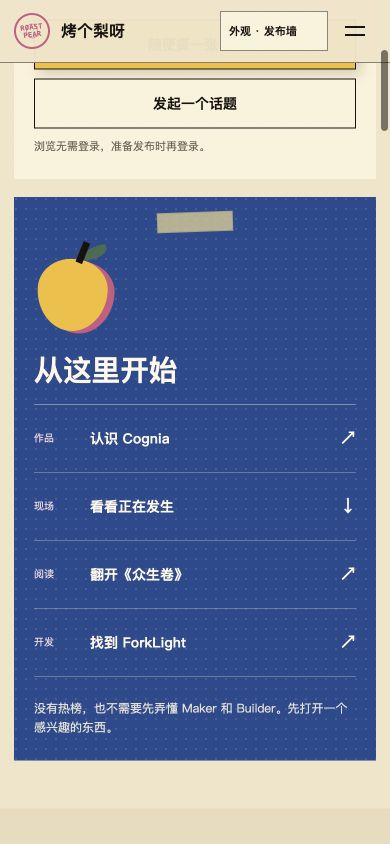 ROAST
PEAR
烤个梨呀
外观 · 发布墙
发起一个话题
浏览无需登录，准备发布时再登录。
从这里开始
作品 认识 Cognia ↗
现场 看看正在发生 ↓
阅读 翻开《众生卷》 ↗
开发 找到 ForkLight ↗
没有热榜，也不需要先弄懂 Maker 和 Builder。先打开一个
感兴趣的东西。